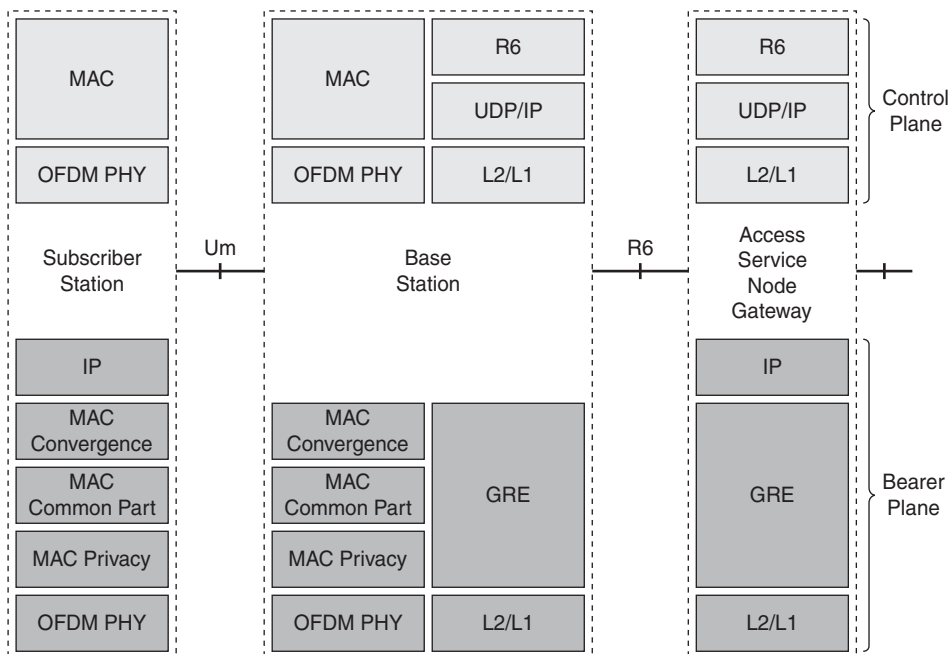 MAC
MAC
R6
R6
UDP/IP
UDP/IP
Control
Plane
OFDM PHY
OFDM PHY
L2/L1
L2/L1
Subscriber
Station
Um
Base
Station
R6
Access
Service
Node
Gateway
IP
IP
MAC
Convergence
MAC
Convergence
MAC
Common Part
MAC
Common Part
GRE
GRE
Bearer
Plane
MAC Privacy
MAC Privacy
OFDM PHY
OFDM PHY
L2/L1
L2/L1